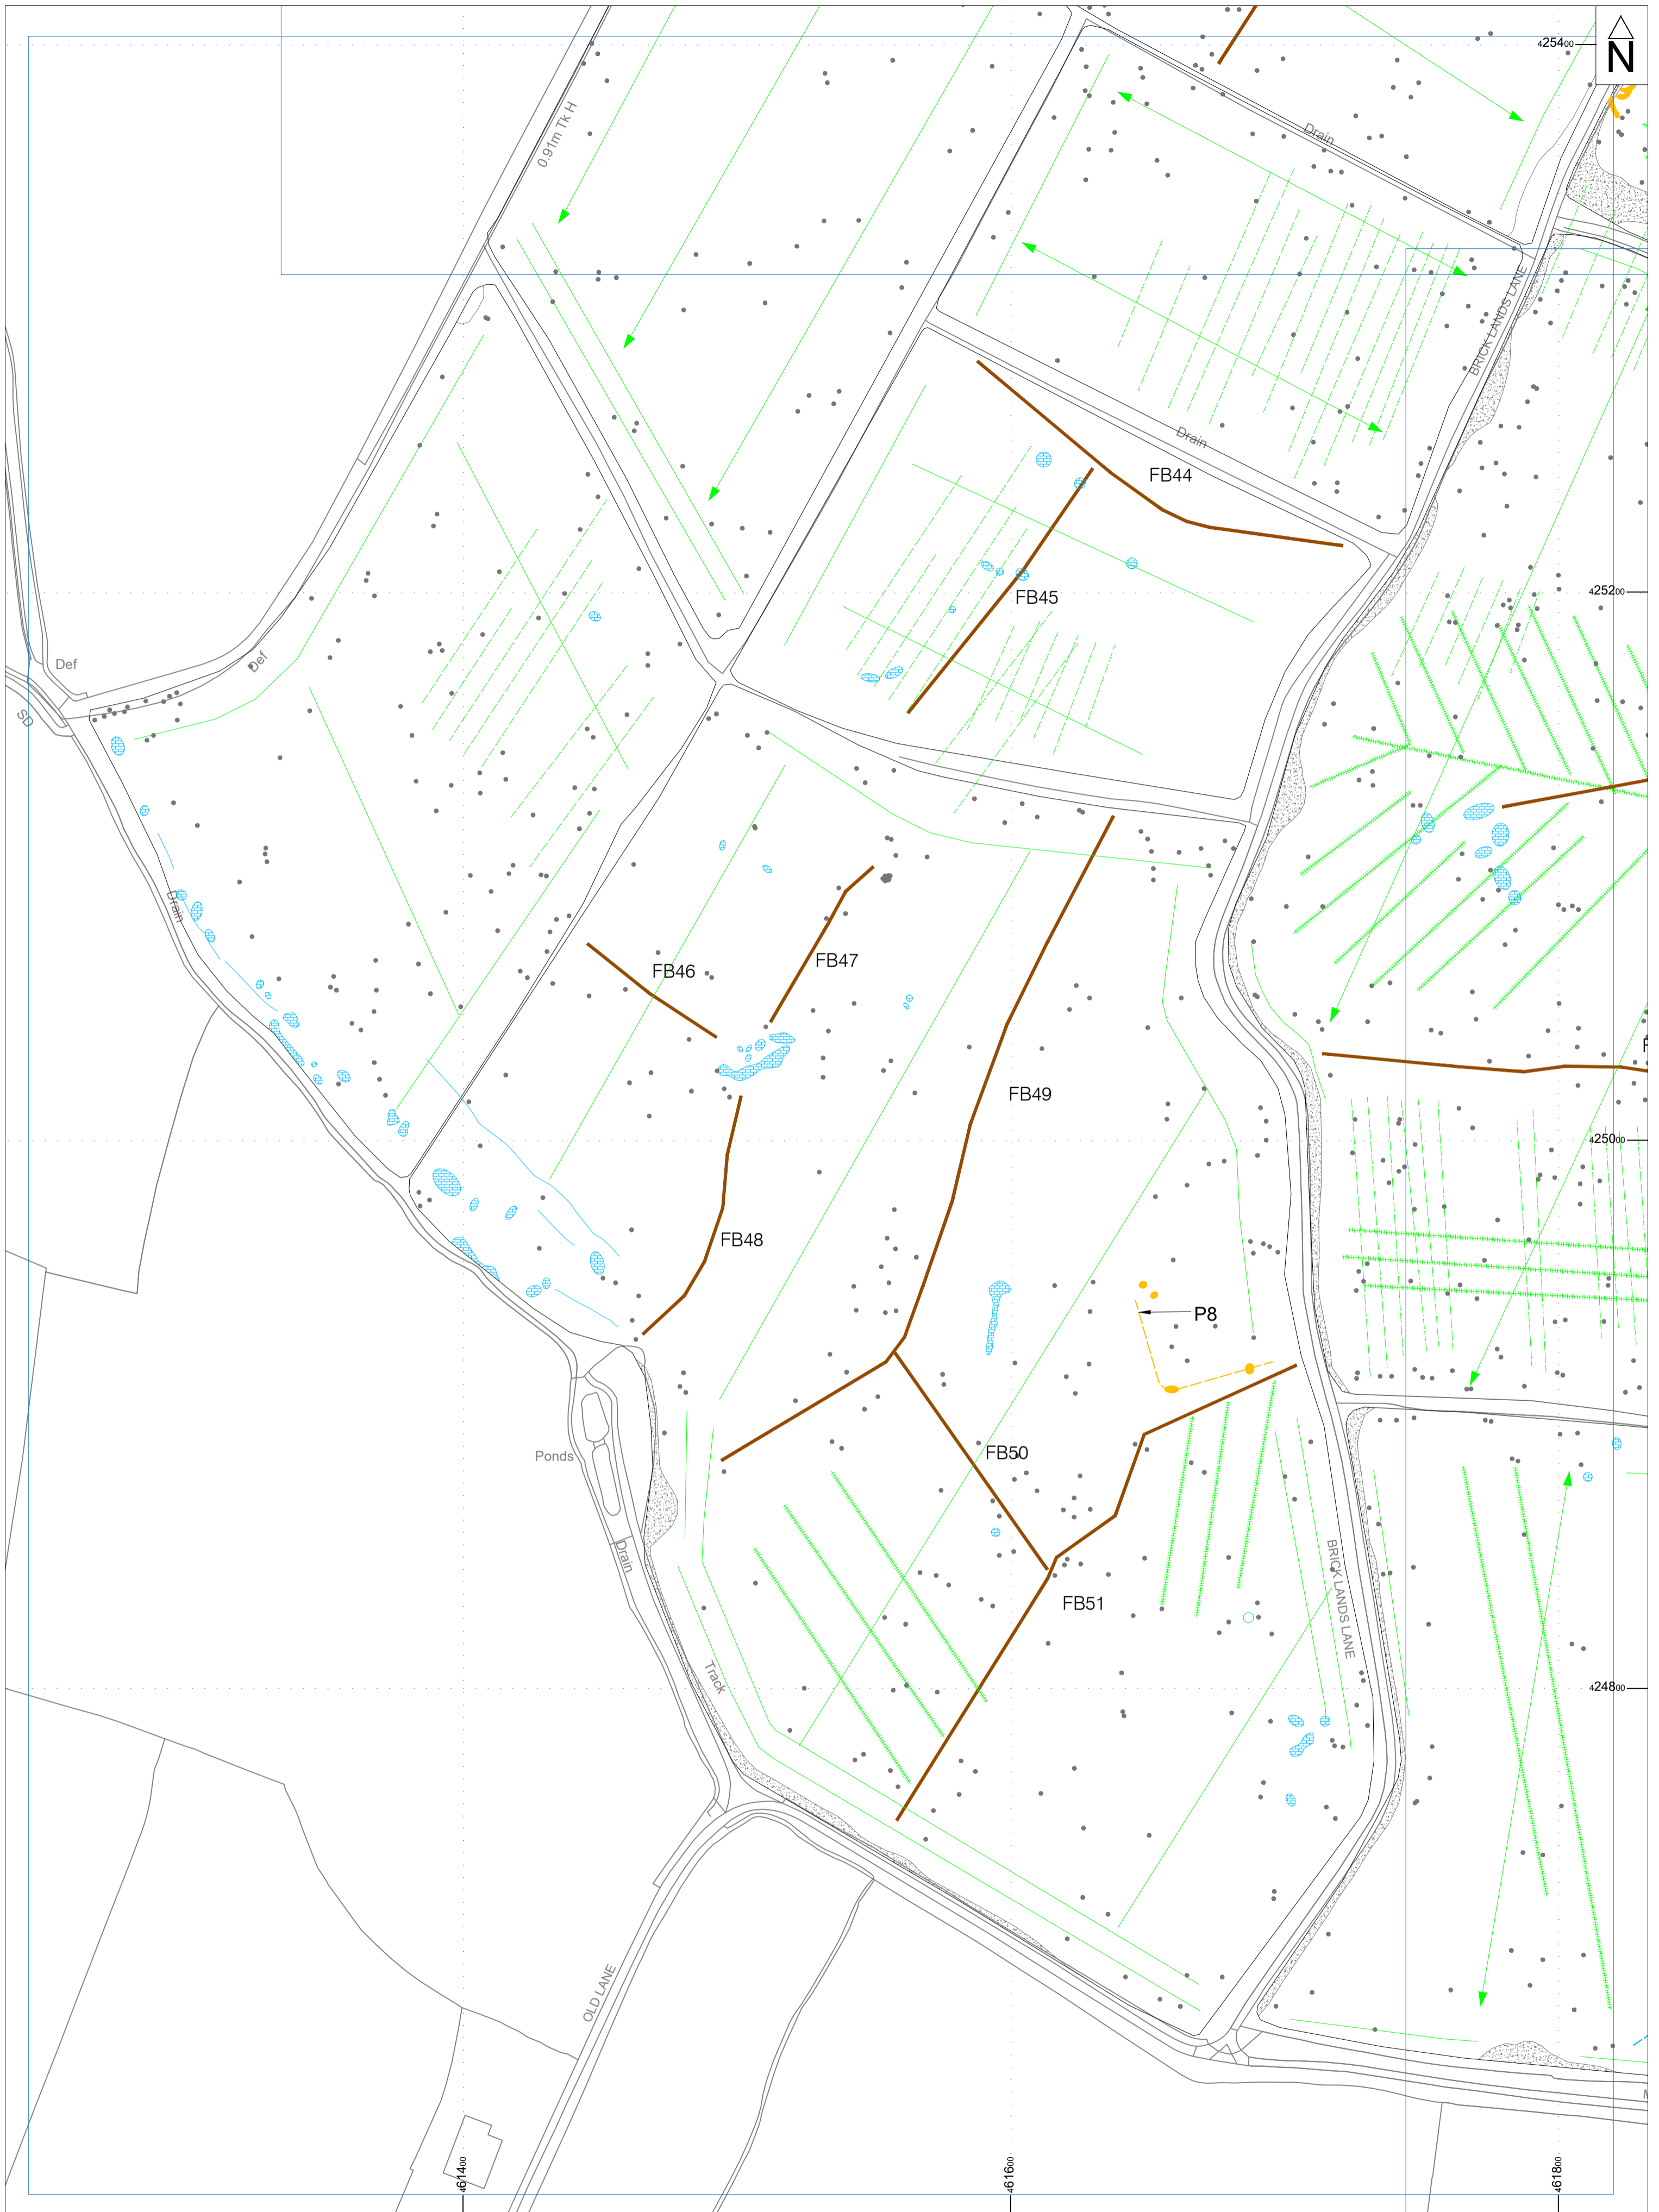 425400
N
0.91m Tk H
Drain
BRICK LANDS LANE
Drain
FB44
425200
FB45
Def
Def
SD
Drain
FB46
FB47
FB49
425000
FB48
P8
FB50
Ponds
Drain
FB51
BRICK LANDS LANE
Track
424800
OLD LANE
461400
461600
461800